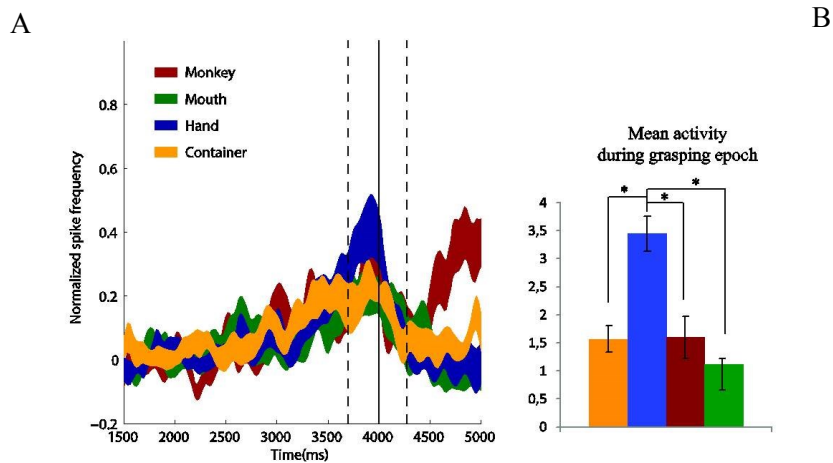 A
B
Monkey
Mouth
Hand
Container
Normalized spike frequency
0.8
0.6
0.4
0.2
0
−0.2
1500 2000 2500 3000 3500 4000 4500 5000
Time(ms)
Mean activity
during grasping epoch
4
3,5
3
2,5
2
1,5
1
0,5
0
* * *